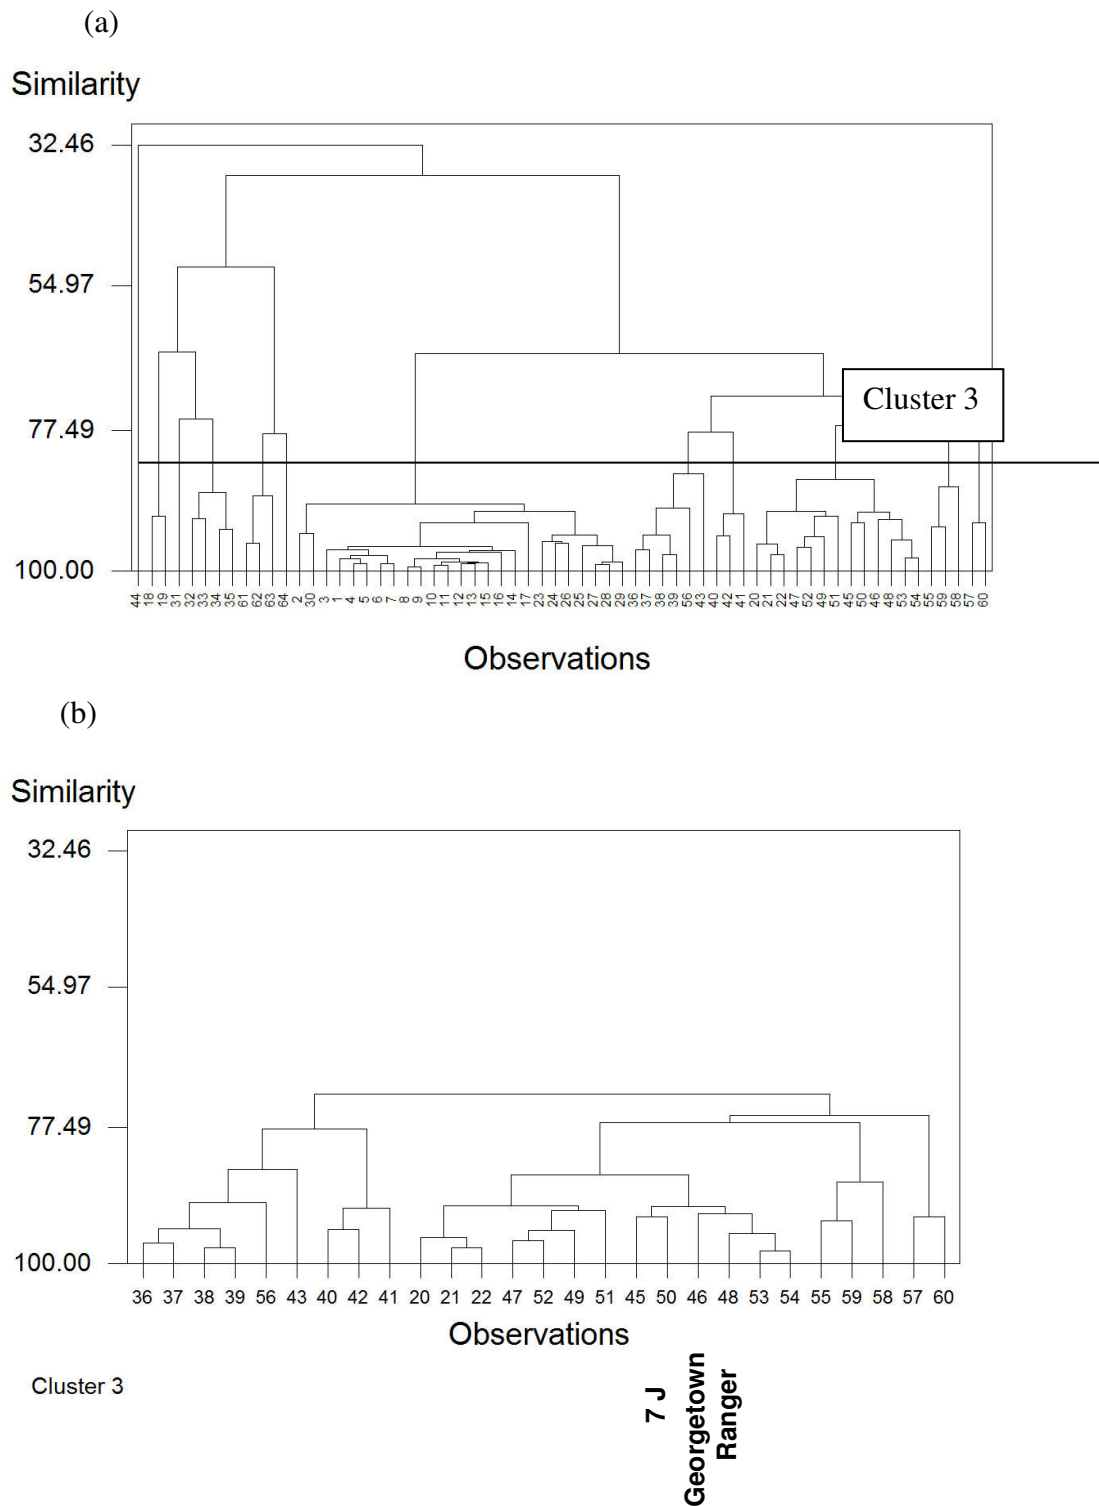 (a)
Similarity
32.46
54.97
77.49
100.00
Cluster 3
44 18 19 31 32 33 34 35 61 62 63 64 2 30 3 1 4 5 6 7 8 9 10 11 12 13 15 16 14 17 23 24 26 25 27 28 29 36 37 38 39 56 43 40 42 41 20 21 22 47 52 49 51 45 50 46 48 53 54 55 59 58 57 60
Observations
(b)
Similarity
32.46
54.97
77.49
100.00
36 37 38 39 56 43 40 42 41 20 21 22 47 52 49 51 45 50 46 48 53 54 55 59 58 57 60
Observations
Cluster 3
7 J
Georgetown
Ranger